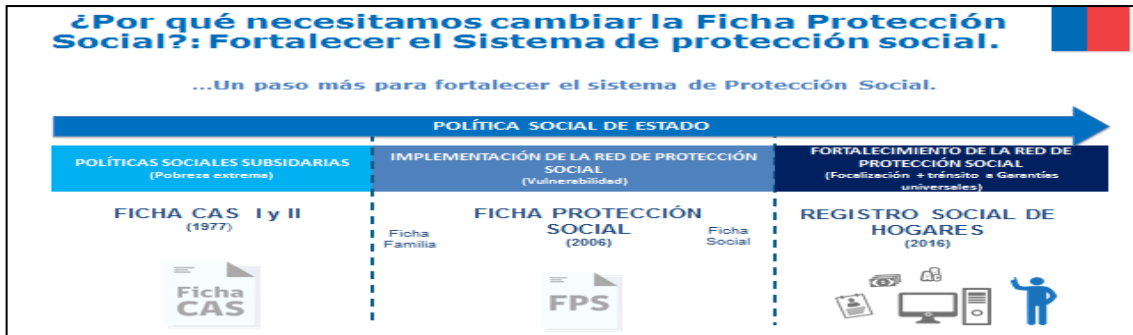 ¿Por qué necesitamos cambiar la Ficha Protección
Social?: Fortalecer el Sistema de protección social.
...Un paso más para fortalecer el sistema de Protección Social.
POLÍTICA SOCIAL DE ESTADO
POLÍTICAS SOCIALES SUBSIDARIAS
(Pobreza extrema)
IMPLEMENTACIÓN DE LA RED DE PROTECCIÓN
SOCIAL
(Vulnerabilidad)
FORTALECIMIENTO DE LA RED DE
PROTECCIÓN SOCIAL
(Focalización + tránsito a Garantías
universales)
FICHA CAS I y II
(1977)
Ficha
CAS
Ficha
Familia
FICHA PROTECCIÓN
SOCIAL
(2006)
Ficha
Social
FPS
REGISTRO SOCIAL DE
HOGARES
(2016)